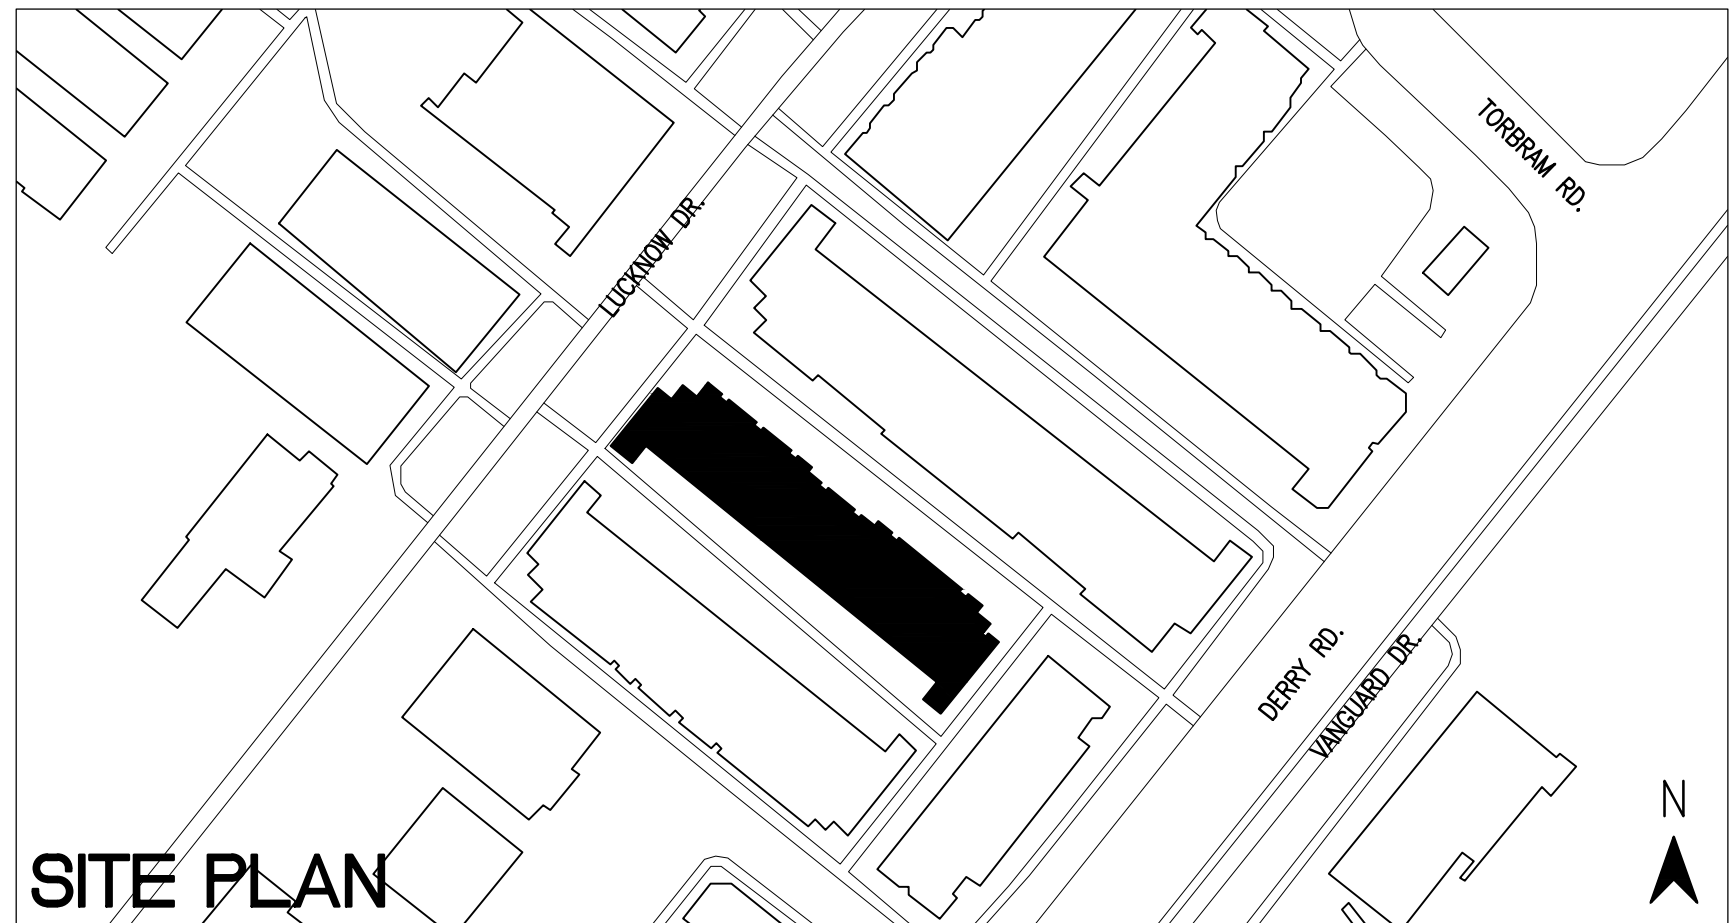 TORBRAM RD.
LUCKNOW DR.
DERRY RD.
VANGUARD DR.
N
SITE PLAN